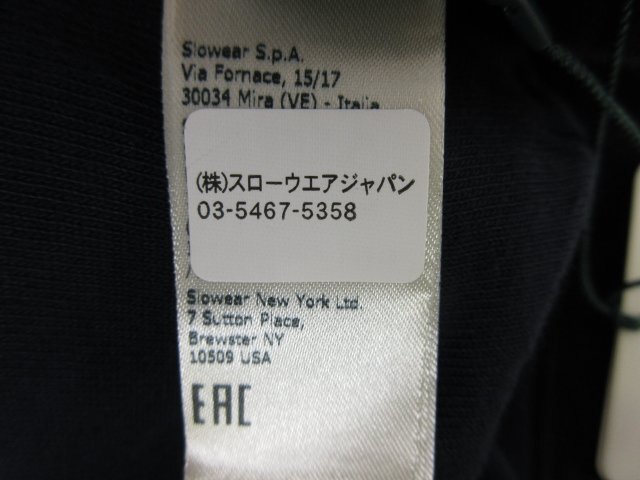 Slowear S.p.A.
Via Fornace, 15/17
30034 Mira (VE) - Italia
(株)スローウエアジャパン
03-5467-5358
Slowear New York Ltd.
7 Sutton Place,
Brewster NY
10509 USA
EAC